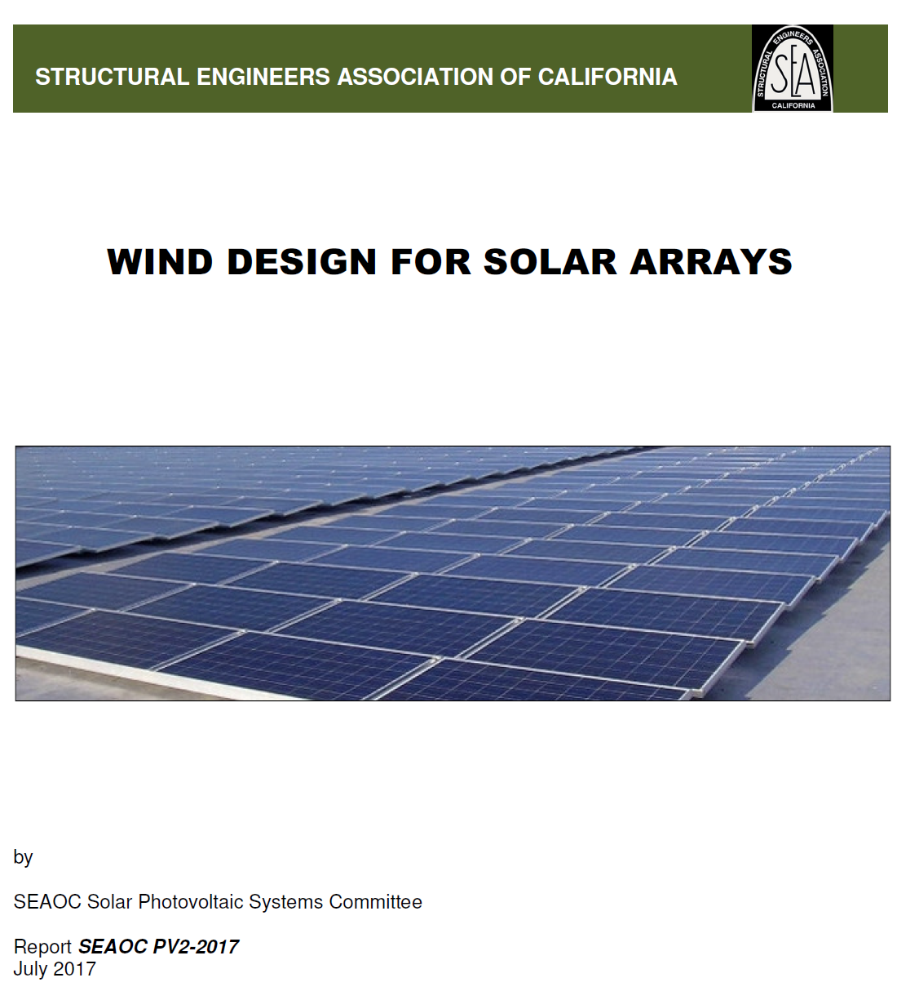 STRUCTURAL ENGINEERS ASSOCIATION OF CALIFORNIA
STRUCTURAL ENGINEERS ASSOCIATION
SEA
CALIFORNIA
WIND DESIGN FOR SOLAR ARRAYS
by
SEAOC Solar Photovoltaic Systems Committee
Report SEAOC PV2-2017
July 2017